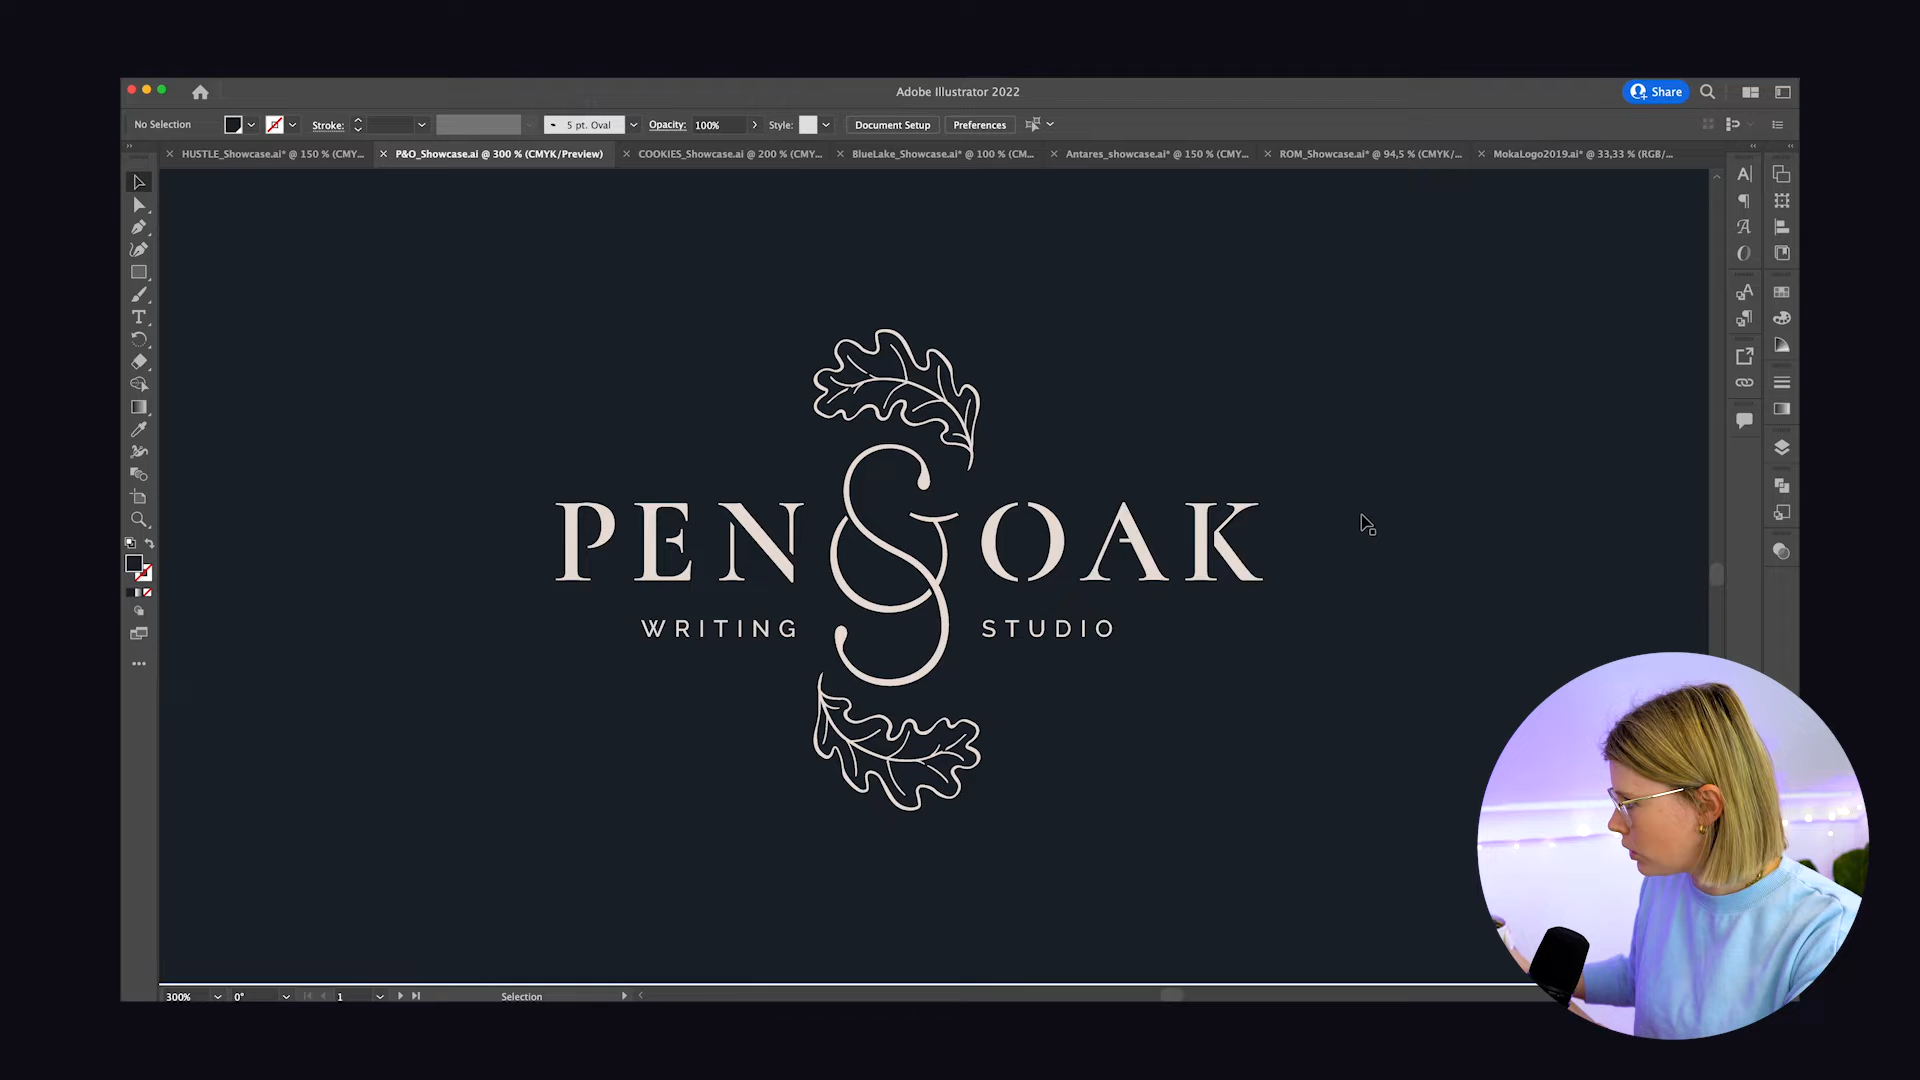 Adobe Illustrator 2022
Share
No Selection
Stroke:
5 pt. Oval
Opacity:
100%
Style:
Document Setup
Preferences
HUSTLE_Showcase.ai* @ 150 % (CMY...
P&O_Showcase.ai @ 300 % (CMYK/Preview)
COOKIES_Showcase.ai @ 200 % (CMY...
BlueLake_Showcase.ai* @ 100 % (CM...
Antares_showcase.ai* @ 150 % (CMY...
ROM_Showcase.ai* @ 94,5 % (CMYK/...
MokaLogo2019.ai* @ 33,33 % (RGB/...
PEN & OAK
WRITING STUDIO
300%
0°
1
Selection